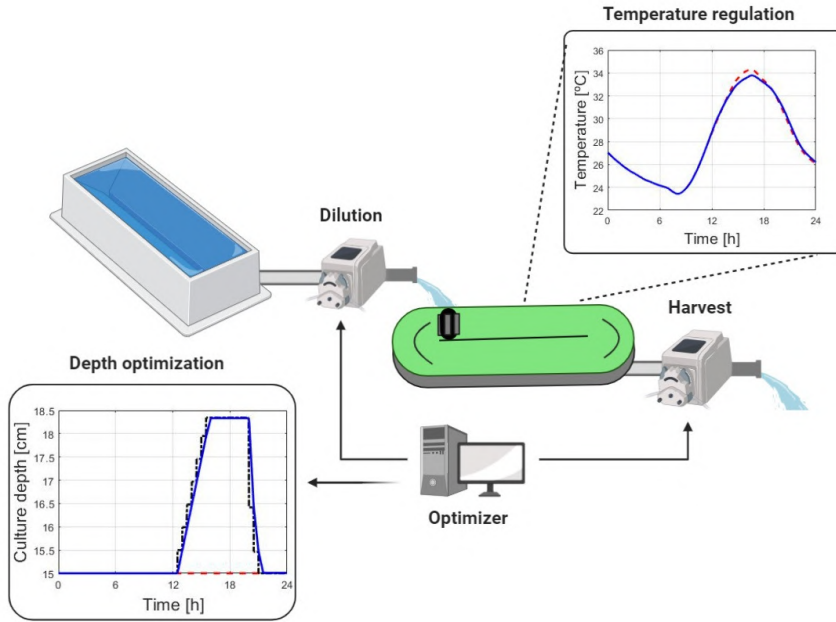 Temperature regulation
Temperature [ºC]
36
34
32
30
28
26
24
22
0 6 12 18 24
Time [h]
Dilution
Harvest
Depth optimization
Culture depth [cm]
18.5
18
17.5
17
16.5
16
15.5
15
0 6 12 18 24
Time [h]
Optimizer